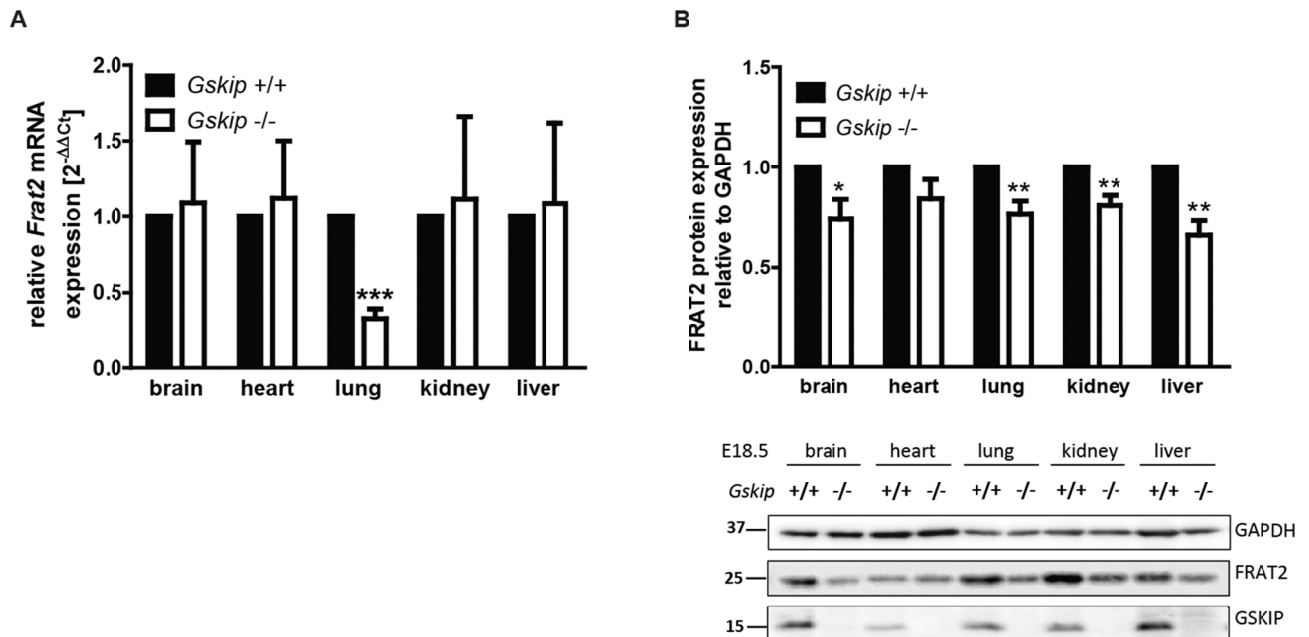 A
relative Frat2 mRNA
expression [2-ΔΔCt]
2.0
1.5
1.0
0.5
0.0
Gskip +/+
Gskip -/-
***
brain heart lung kidney liver
B
FRAT2 protein expression
relative to GAPDH
1.5
1.0
0.5
0.0
Gskip +/+
Gskip -/-
* ** ** **
brain heart lung kidney liver
E18.5 brain heart lung kidney liver
Gskip +/+ -/- +/+ -/- +/+ -/- +/+ -/- +/+ -/-
37 GAPDH
25 FRAT2
15 GSKIP